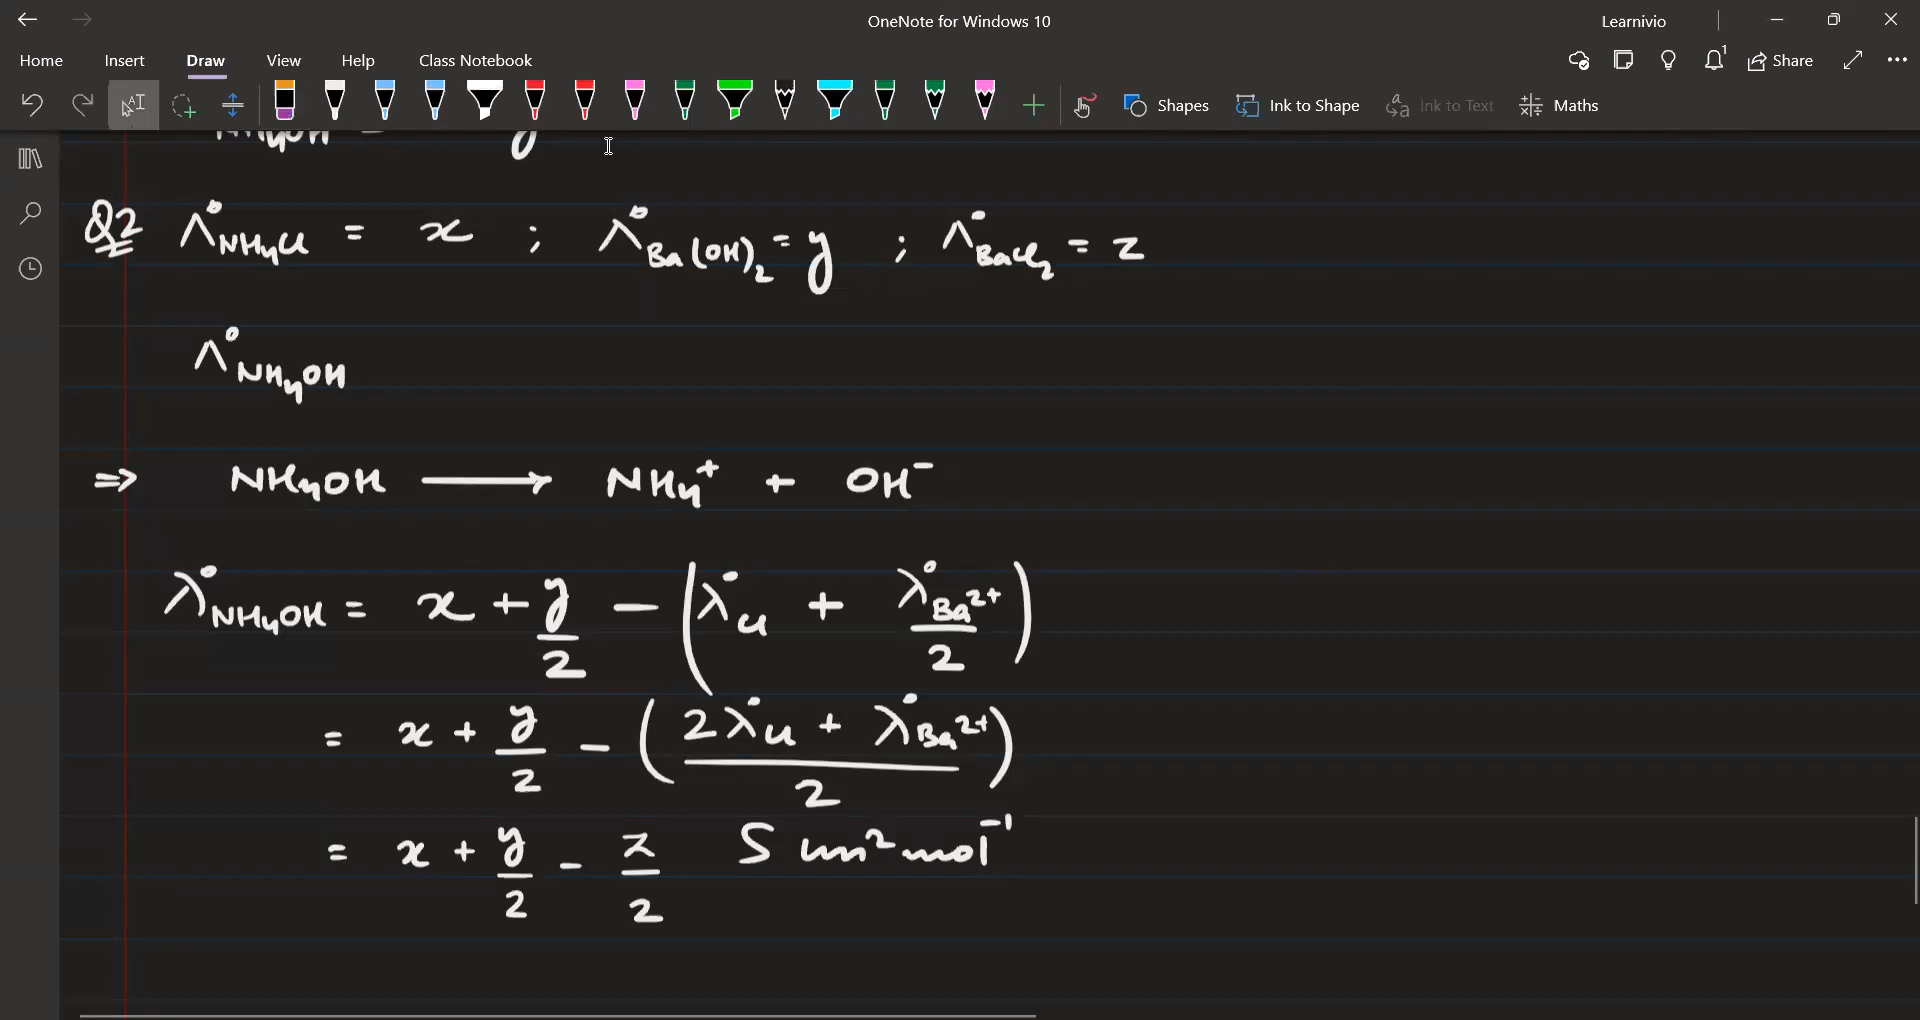 OneNote for Windows 10
Learnivio
Home Insert Draw View Help Class Notebook
1 Share
Shapes Ink to Shape Ink to Text Maths
NH₄OH = y
Q2 Λ°NH₄Cl = x ; Λ°Ba(OH)₂ = y ; Λ°BaCl₂ = z
Λ°NH₄OH
⇒ NH₄OH ⟶ NH₄⁺ + OH⁻
λ°NH₄OH = x + y/2 - (λ°Cl + λ°Ba²⁺/2)
= x + y/2 - ((2λ°Cl + λ°Ba²⁺)/2)
= x + y/2 - z/2 S cm² mol⁻¹